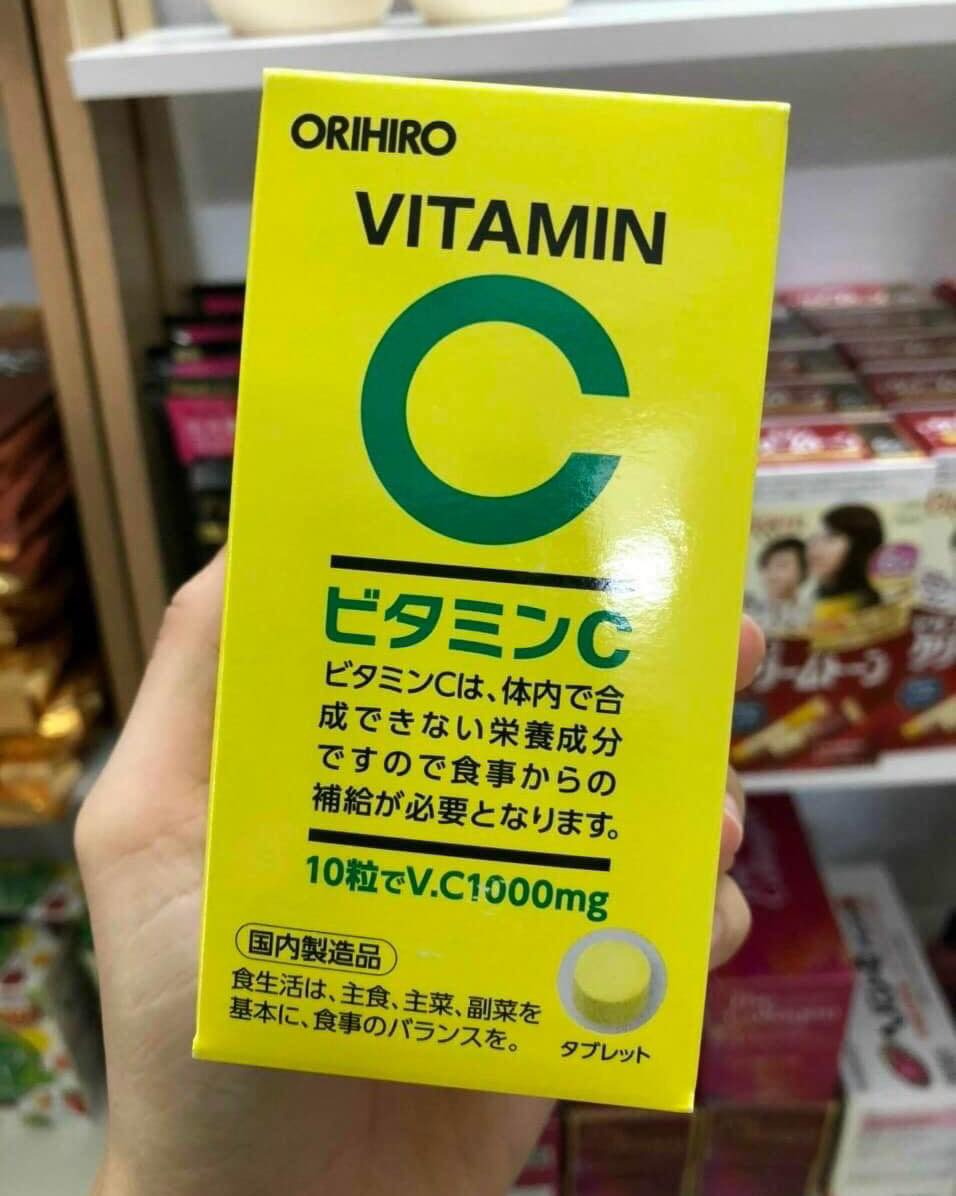 ORIHIRO
VITAMIN
C
ビタミンC
ビタミンCは、体内で合
成できない栄養成分
ですので食事からの
補給が必要となります。
10粒でV.C1000mg
国内製造品
食生活は、主食、主菜、副菜を
基本に、食事のバランスを。
タブレット